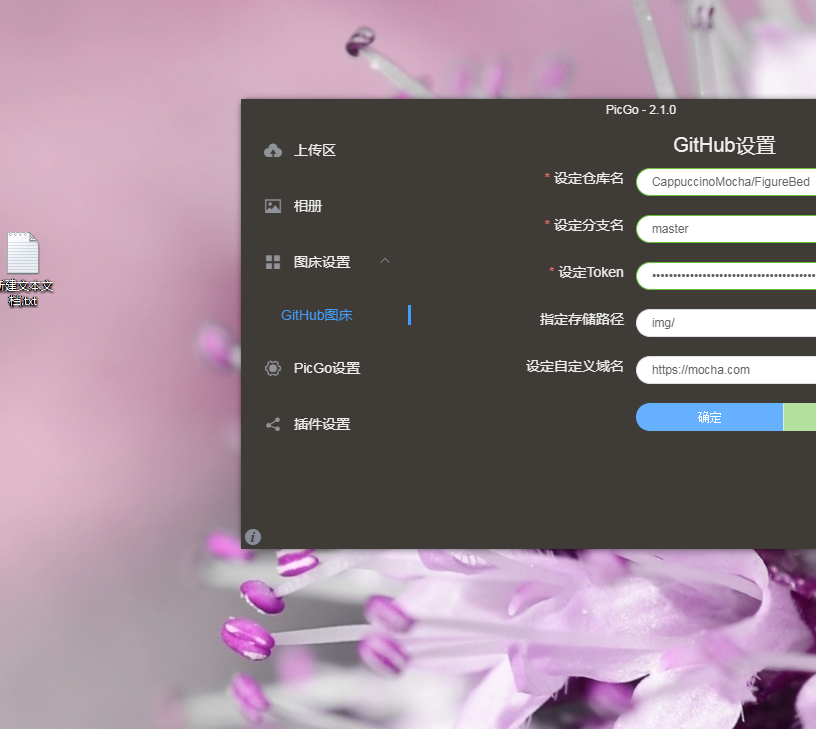 PicGo - 2.1.0
上传区
相册
图床设置
GitHub图床
PicGo设置
插件设置
GitHub设置
* 设定仓库名
CappuccinoMocha/FigureBed
* 设定分支名
master
* 设定Token
••••••••••••••••••••••••••••••••••••••••
指定存储路径
img/
设定自定义域名
https://mocha.com
确定
新建文本文
档.txt